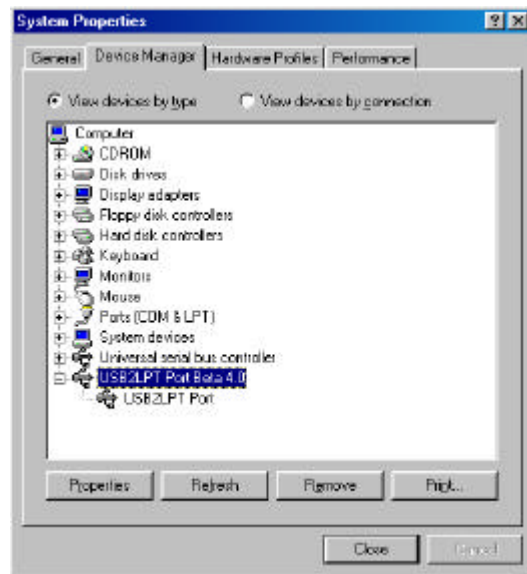 System Properties
General Device Manager Hardware Profiles Performance
View devices by type View devices by connection
Computer
CDROM
Disk drives
Display adapters
Floppy disk controllers
Hard disk controllers
Keyboard
Monitors
Mouse
Ports (COM & LPT)
System devices
Universal serial bus controller
USB2LPT Port Beta 4.0
USB2LPT Port
Properties Refresh Remove Print...
Close Cancel